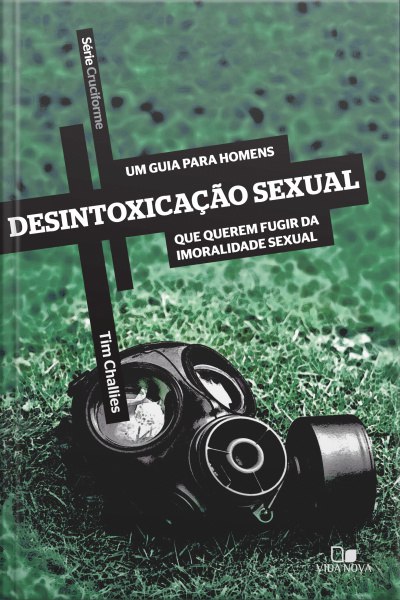 Série Cruciforme
UM GUIA PARA HOMENS
DESINTOXICAÇÃO SEXUAL
QUE QUEREM FUGIR DA
IMORALIDADE SEXUAL
Tim Challies
VIDA NOVA